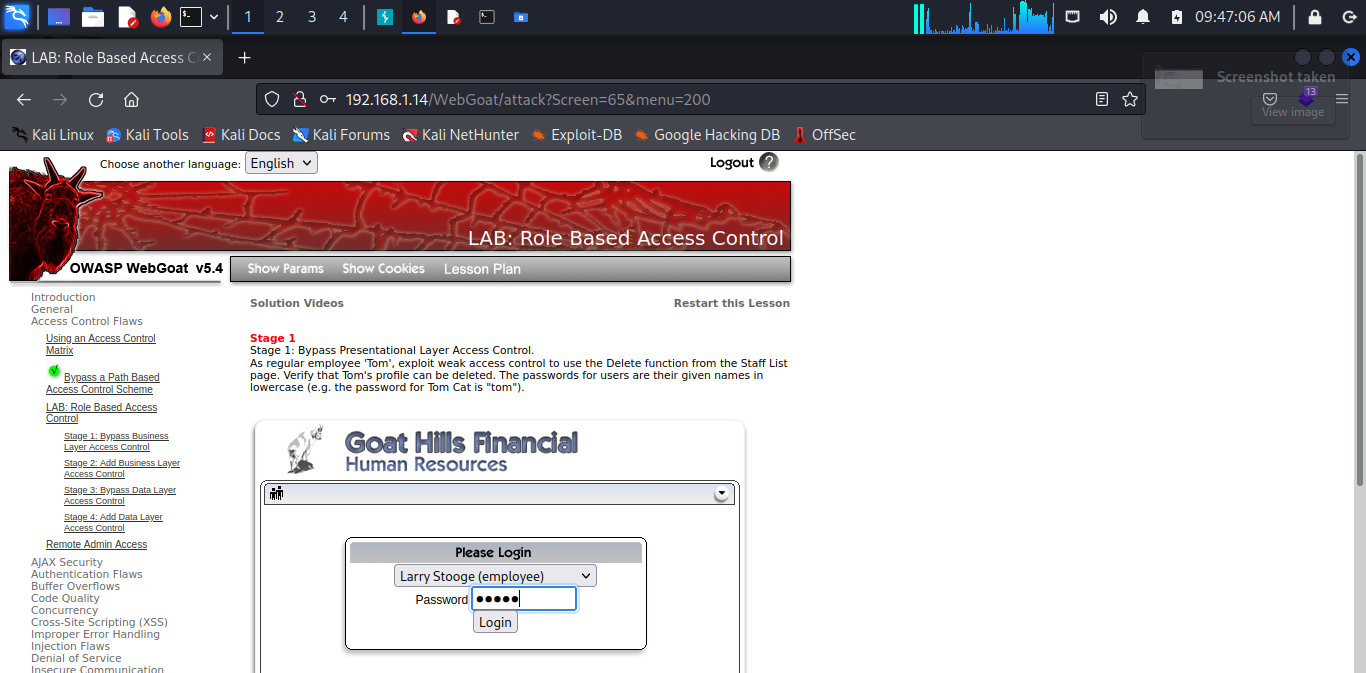 1 2 3 4 09:47:06 AM
LAB: Role Based Access C
Screenshot taken
192.168.1.14/WebGoat/attack?Screen=65&menu=200
13
View image
Kali Linux Kali Tools Kali Docs Kali Forums Kali NetHunter Exploit-DB Google Hacking DB OffSec
Choose another language: English Logout ?
LAB: Role Based Access Control
OWASP WebGoat v5.4 Show Params Show Cookies Lesson Plan
Introduction
General
Access Control Flaws
Using an Access Control
Matrix
Bypass a Path Based
Access Control Scheme
LAB: Role Based Access
Control
Stage 1: Bypass Business
Layer Access Control
Stage 2: Add Business Layer
Access Control
Stage 3: Bypass Data Layer
Access Control
Stage 4: Add Data Layer
Access Control
Remote Admin Access
AJAX Security
Authentication Flaws
Buffer Overflows
Code Quality
Concurrency
Cross-Site Scripting (XSS)
Improper Error Handling
Injection Flaws
Denial of Service
Insecure Communication
Solution Videos Restart this Lesson
Stage 1
Stage 1: Bypass Presentational Layer Access Control.
As regular employee 'Tom', exploit weak access control to use the Delete function from the Staff List
page. Verify that Tom's profile can be deleted. The passwords for users are their given names in
lowercase (e.g. the password for Tom Cat is "tom").
Goat Hills Financial
Human Resources
Please Login
Larry Stooge (employee)
Password
Login